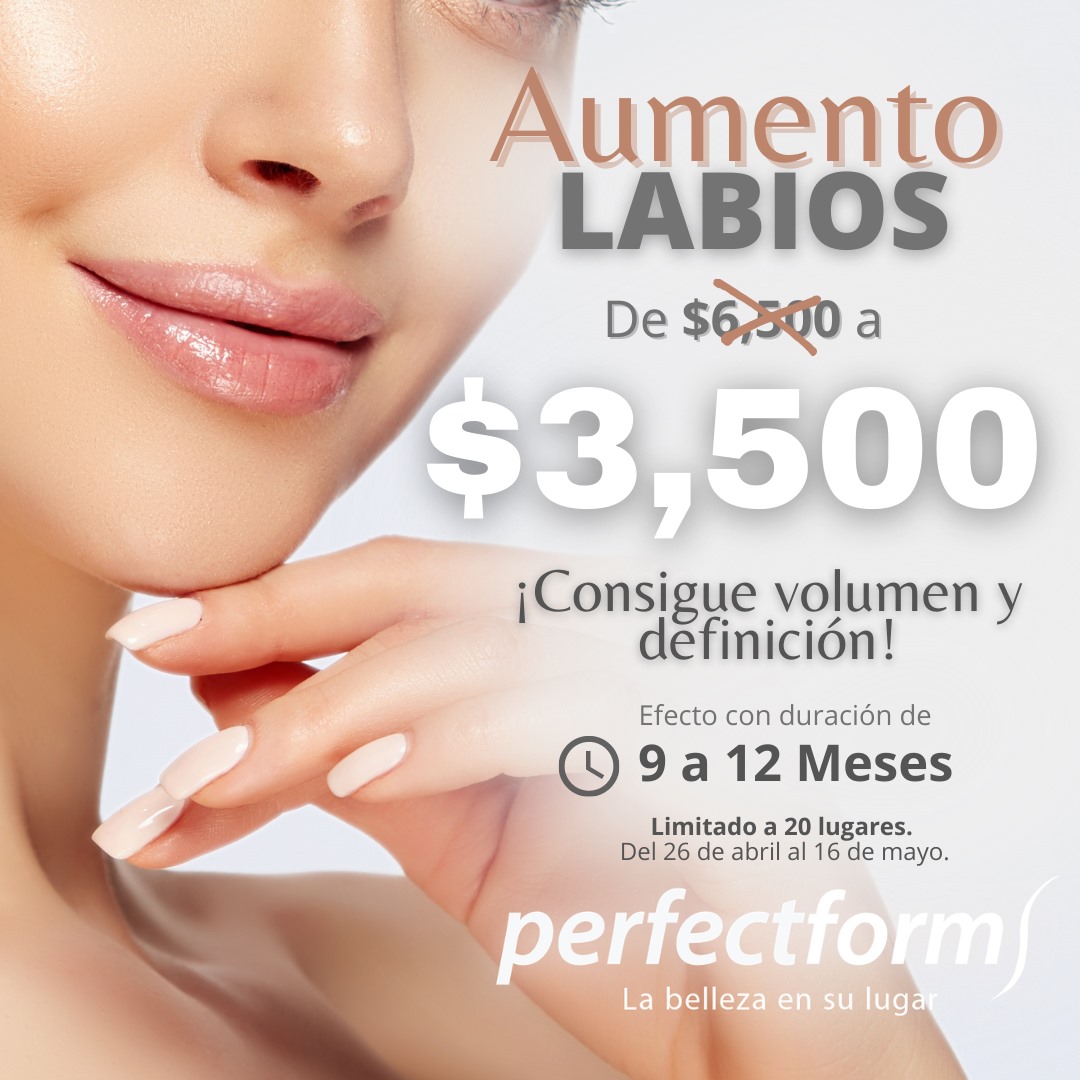 Aumento
LABIOS
De $6,500 a
$3,500
¡Consigue volumen y
definición!
Efecto con duración de
9 a 12 Meses
Limitado a 20 lugares.
Del 26 de abril al 16 de mayo.
perfectform
La belleza en su lugar